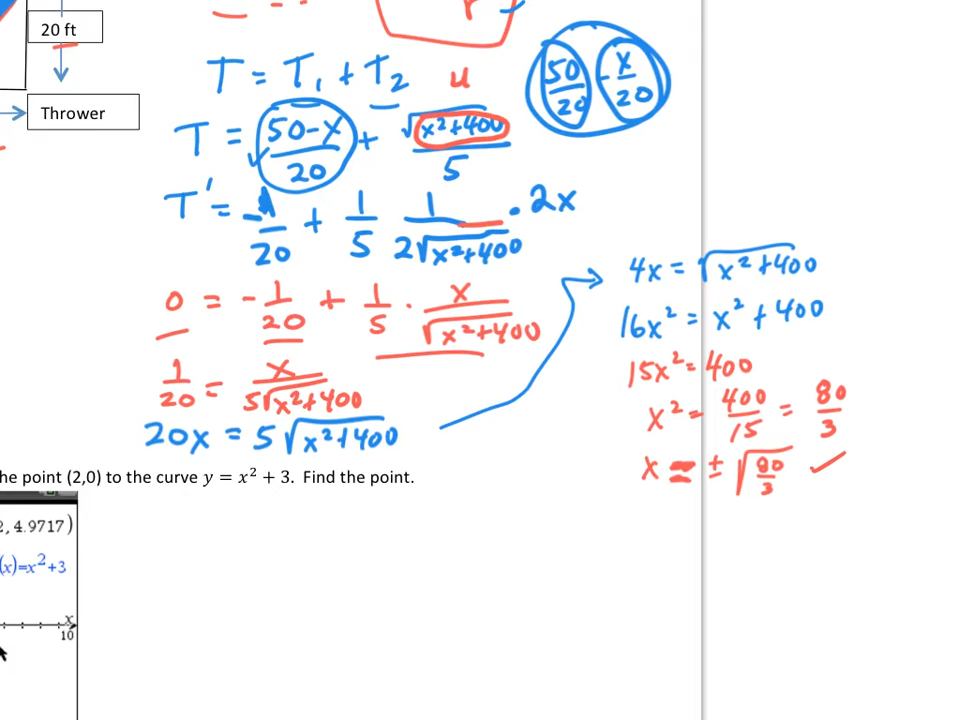 r
20 ft
T = T₁ + T₂
u
50/20 - x/20
Thrower
T = (50-x)/20 + √(x²+400)/5
T' = -1/20 + 1/5 1/(2√(x²+400)) · 2x
0 = -1/20 + 1/5 · x/√(x²+400)
1/20 = x/(5√(x²+400))
20x = 5√(x²+400)
4x = √(x²+400)
16x² = x² + 400
15x² = 400
x² = 400/15 = 80/3
x = ± √(80/3) ✓
he point (2,0) to the curve y = x² + 3. Find the point.
2, 4.9717)
(x)=x²+3
x
10